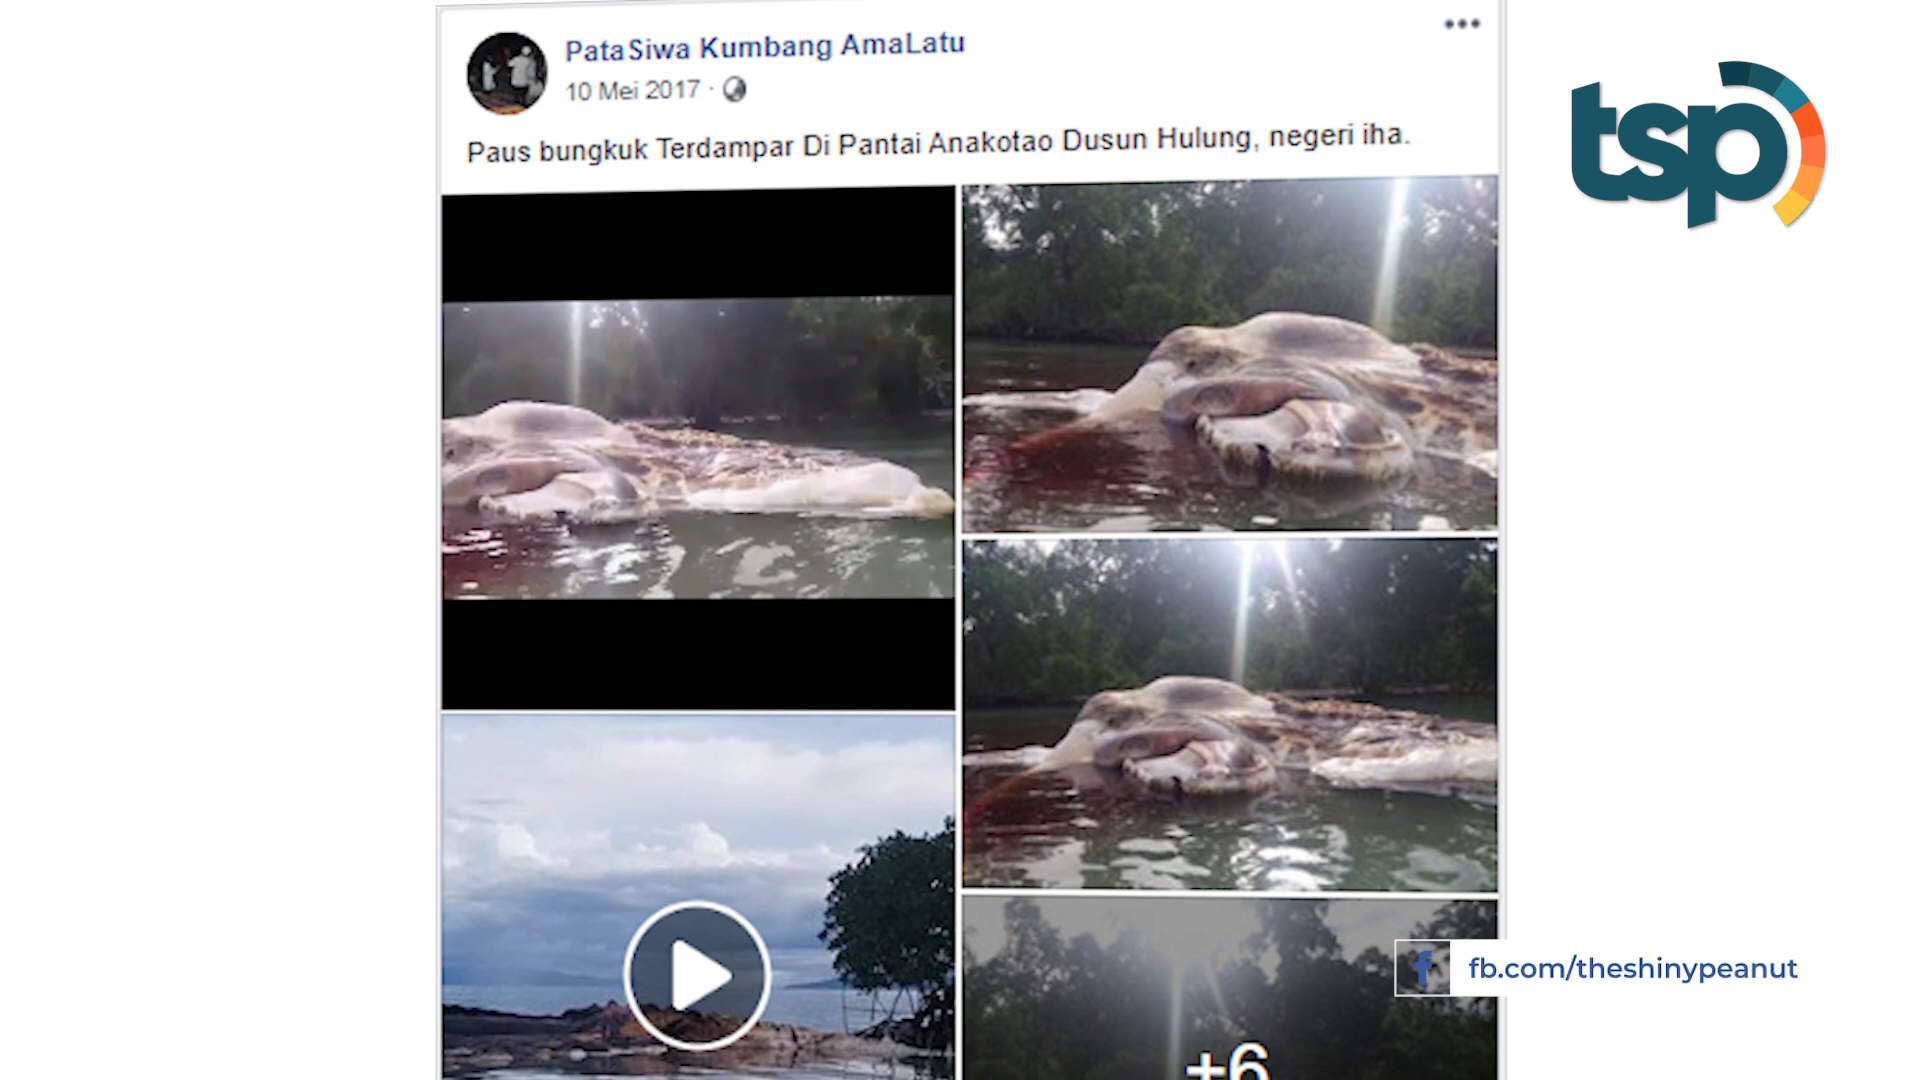 PataSiwa Kumbang AmaLatu
10 Mei 2017 ·
Paus bungkuk Terdampar Di Pantai Anakotao Dusun Hulung, negeri iha.
tsp
fb.com/theshinypeanut
+6